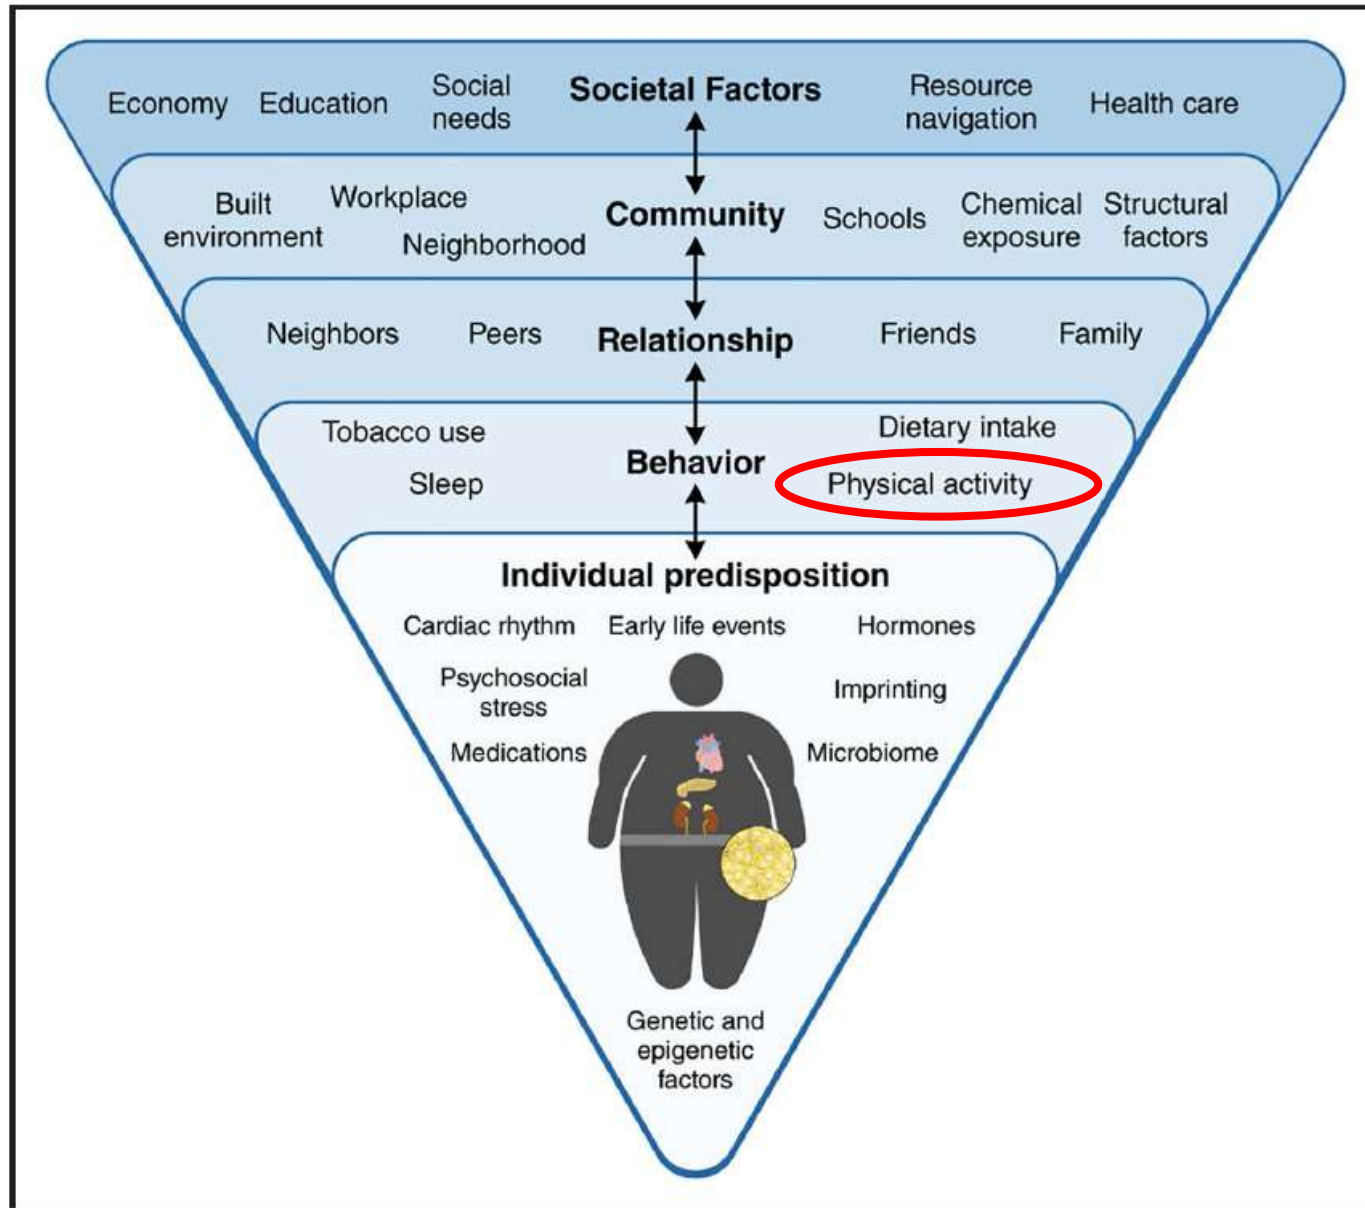 Economy
Education
Social
needs
Societal Factors
Resource
navigation
Health care
Built
environment
Workplace
Neighborhood
Community
Schools
Chemical
exposure
Structural
factors
Neighbors
Peers
Relationship
Friends
Family
Tobacco use
Sleep
Behavior
Dietary intake
Physical activity
Individual predisposition
Cardiac rhythm
Early life events
Hormones
Psychosocial
stress
Imprinting
Medications
Microbiome
Genetic and
epigenetic
factors